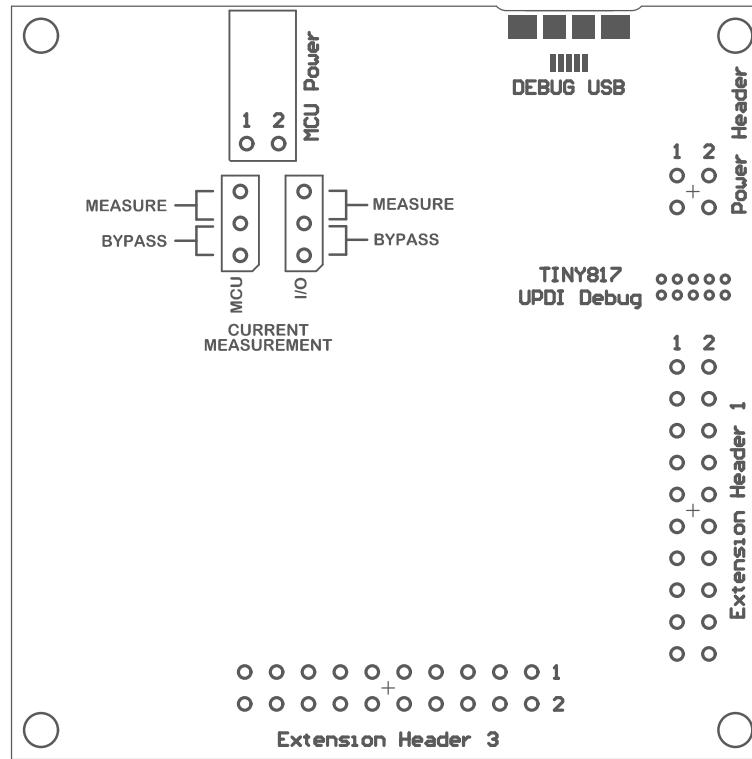 DEBUG USB
MCU Power
1 2
Power Header
1 2
MEASURE
MEASURE
BYPASS
BYPASS
MCU
I/O
CURRENT
MEASUREMENT
TINY817
UPDI Debug
1 2
Extension Header 1
1
2
Extension Header 3